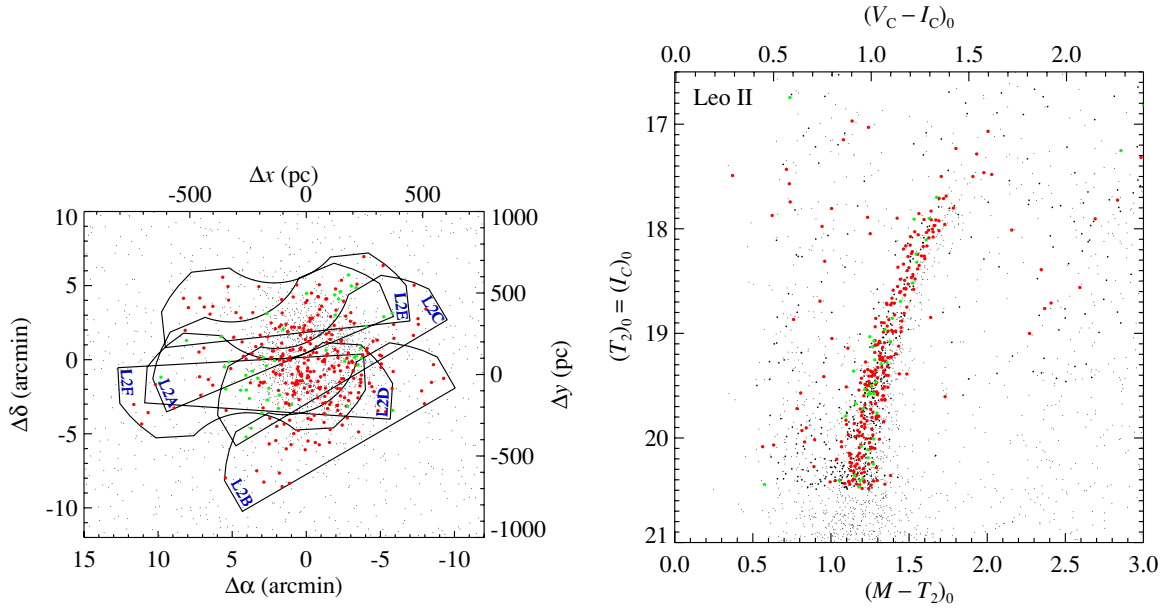 Δx (pc)
-500 0 500
10
5
0
-5
-10
Δδ (arcmin)
1000
500
0
-500
-1000
Δy (pc)
L2E
L2C
L2F
L2A
L2D
L2B
15 10 5 0 -5 -10
Δα (arcmin)
(V_C − I_C)_0
0.0 0.5 1.0 1.5 2.0
Leo II
17
18
19
20
21
(T_2)_0 = (I_C)_0
0.0 0.5 1.0 1.5 2.0 2.5 3.0
(M − T_2)_0